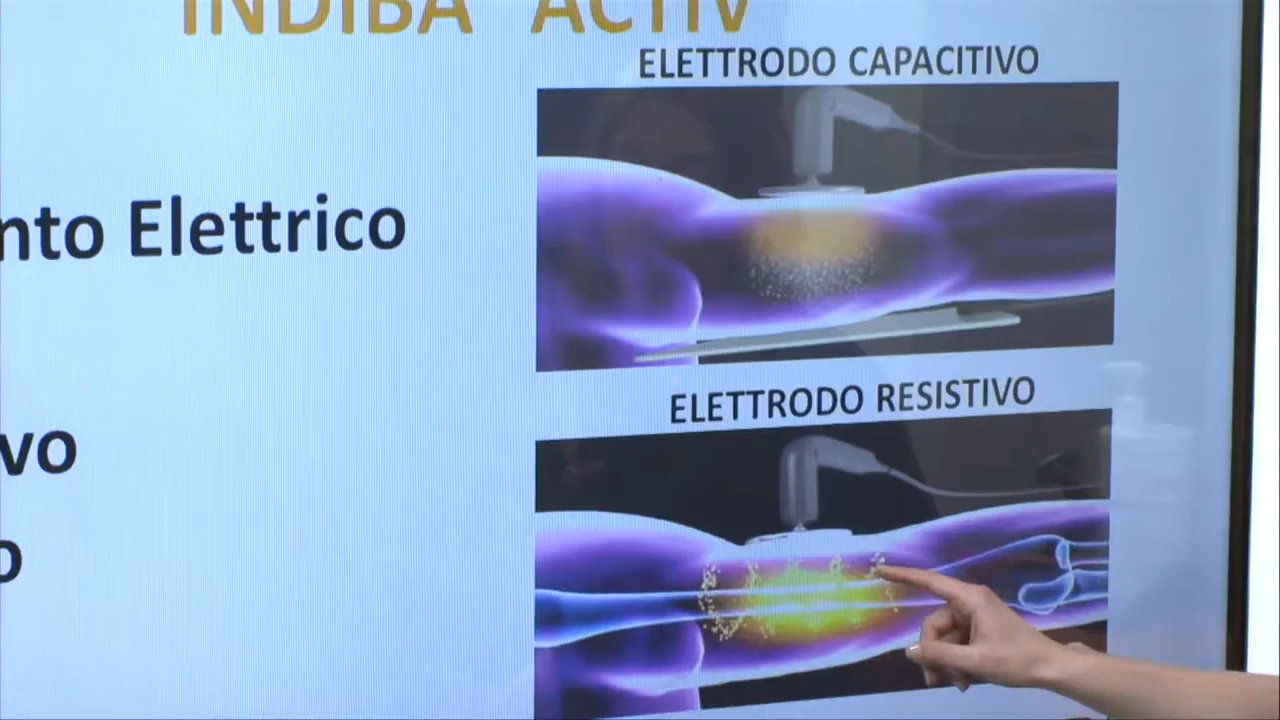 INDIBA ACTIV
ELETTRODO CAPACITIVO
nto Elettrico
ELETTRODO RESISTIVO
vo
o